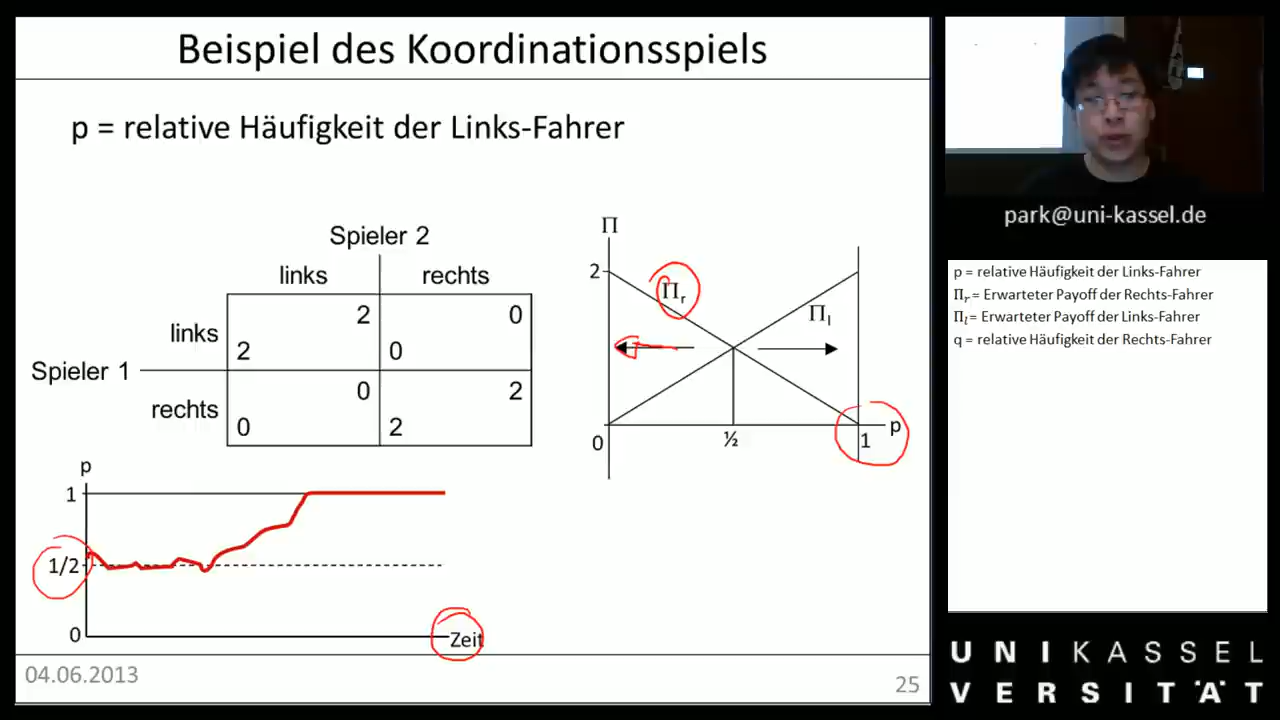 Beispiel des Koordinationsspiels
p = relative Häufigkeit der Links-Fahrer
Spieler 2
links rechts
links 2 2 0 0
Spieler 1
rechts 0 0 2 2
Π
2
Πr
Πl
0 ½ 1 p
p
1
1/2
0
Zeit
04.06.2013
25
park@uni-kassel.de
p = relative Häufigkeit der Links-Fahrer
Πr = Erwarteter Payoff der Rechts-Fahrer
Πl = Erwarteter Payoff der Links-Fahrer
q = relative Häufigkeit der Rechts-Fahrer
UNIKASSEL
VERSITÄT